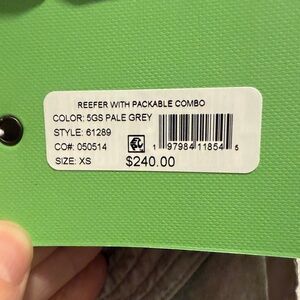 REEFER WITH PACKABLE COMBO
COLOR: 5GS PALE GREY
STYLE: 61289
CO#: 050514
SIZE: XS
$240.00
1 97984 11854 5